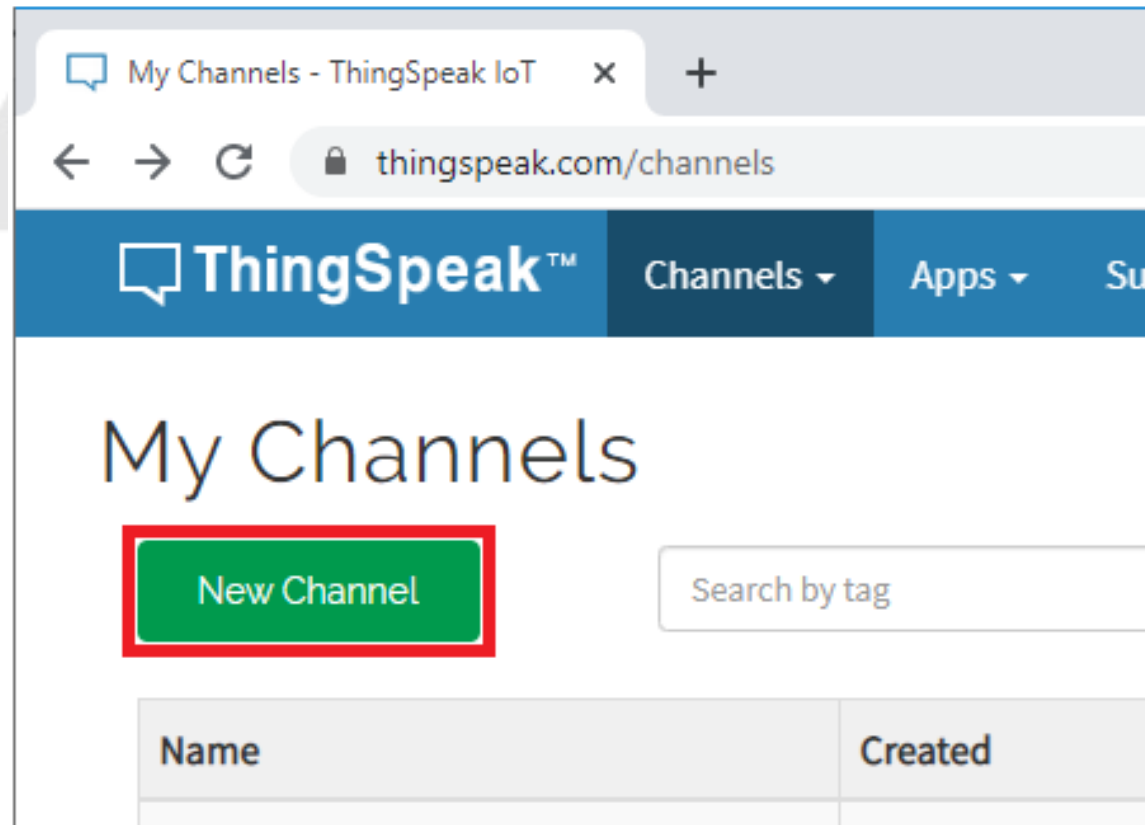 My Channels - ThingSpeak IoT
thingspeak.com/channels
ThingSpeak™ Channels Apps Su
My Channels
New Channel Search by tag
Name Created